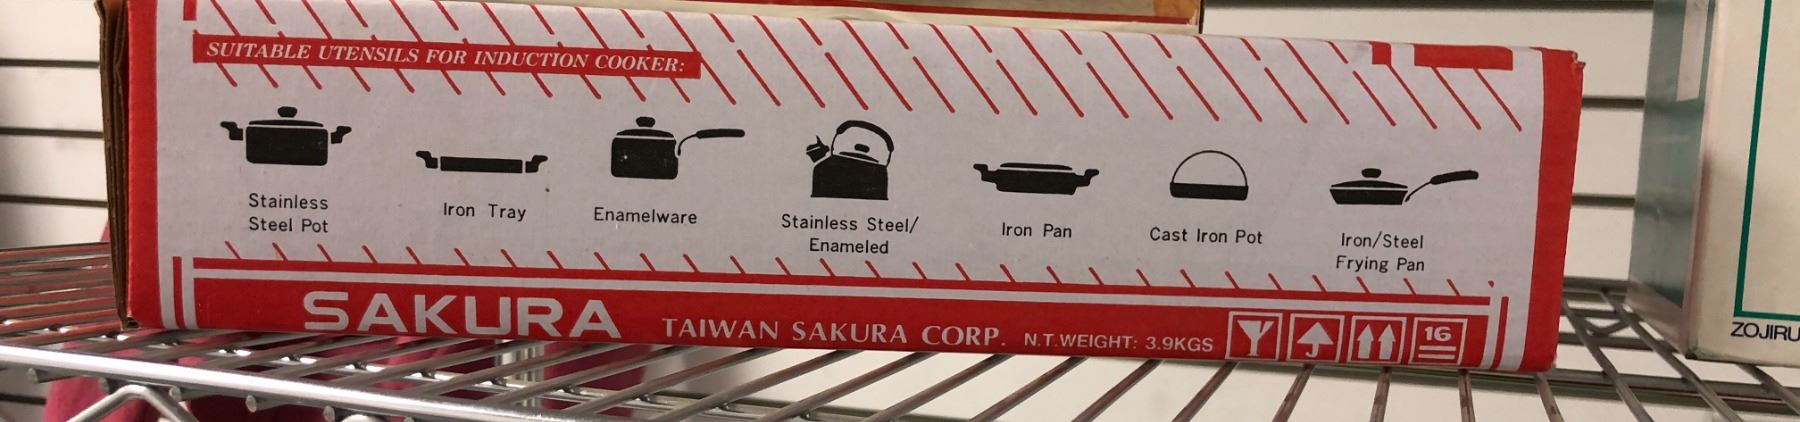 SUITABLE UTENSILS FOR INDUCTION COOKER:
Stainless
Steel Pot
Iron Tray
Enamelware
Stainless Steel/
Enameled
Iron Pan
Cast Iron Pot
Iron/Steel
Frying Pan
SAKURA
TAIWAN SAKURA CORP.
N.T.WEIGHT: 3.9KGS
16
ZOJIRU